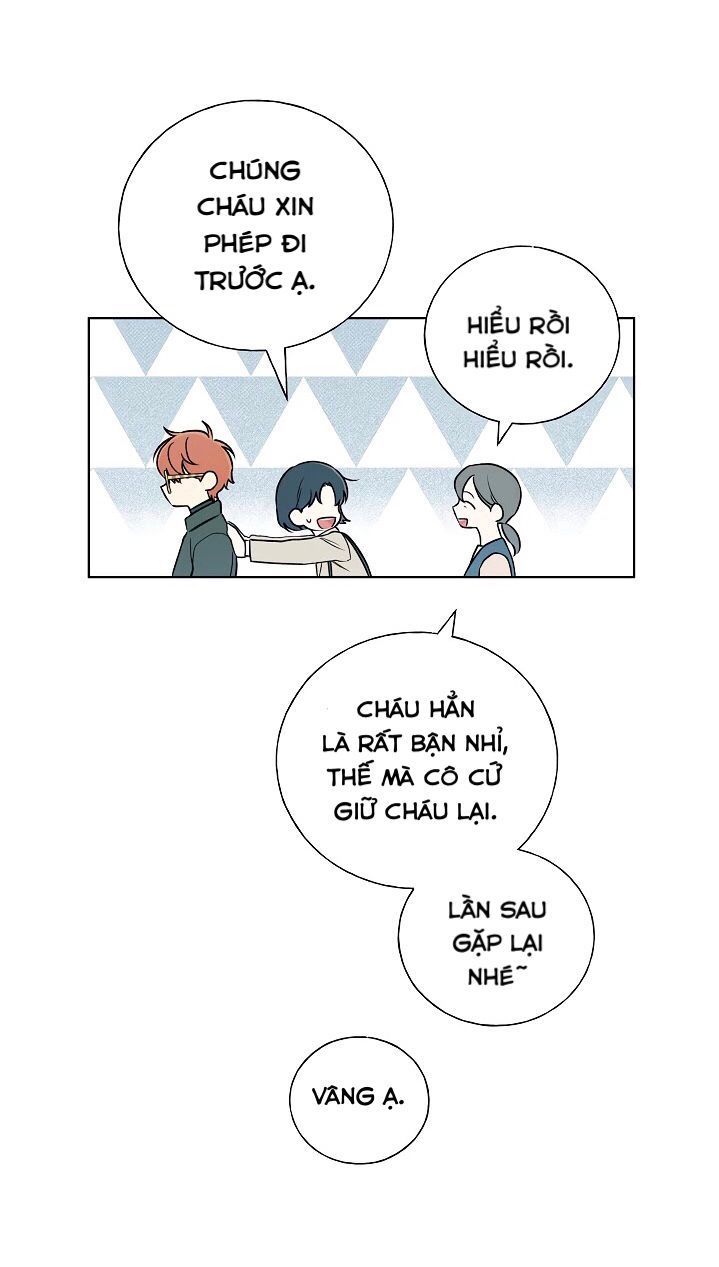 CHÚNG
CHÁU XIN
PHÉP ĐI
TRƯỚC Ạ.
HIỂU RỒI
HIỂU RỒI.
CHÁU HẲN
LÀ RẤT BẬN NHỈ,
THẾ MÀ CÔ CỨ
GIỮ CHÁU LẠI.
LẦN SAU
GẶP LẠI
NHÉ~
VÂNG Ạ.